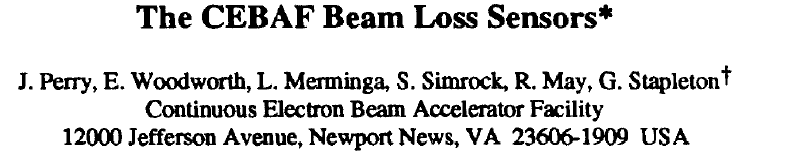 The CEBAF Beam Loss Sensors*
J. Perry, E. Woodworth, L. Merminga, S. Simrock, R. May, G. Stapleton†
Continuous Electron Beam Accelerator Facility
12000 Jefferson Avenue, Newport News, VA 23606-1909 USA